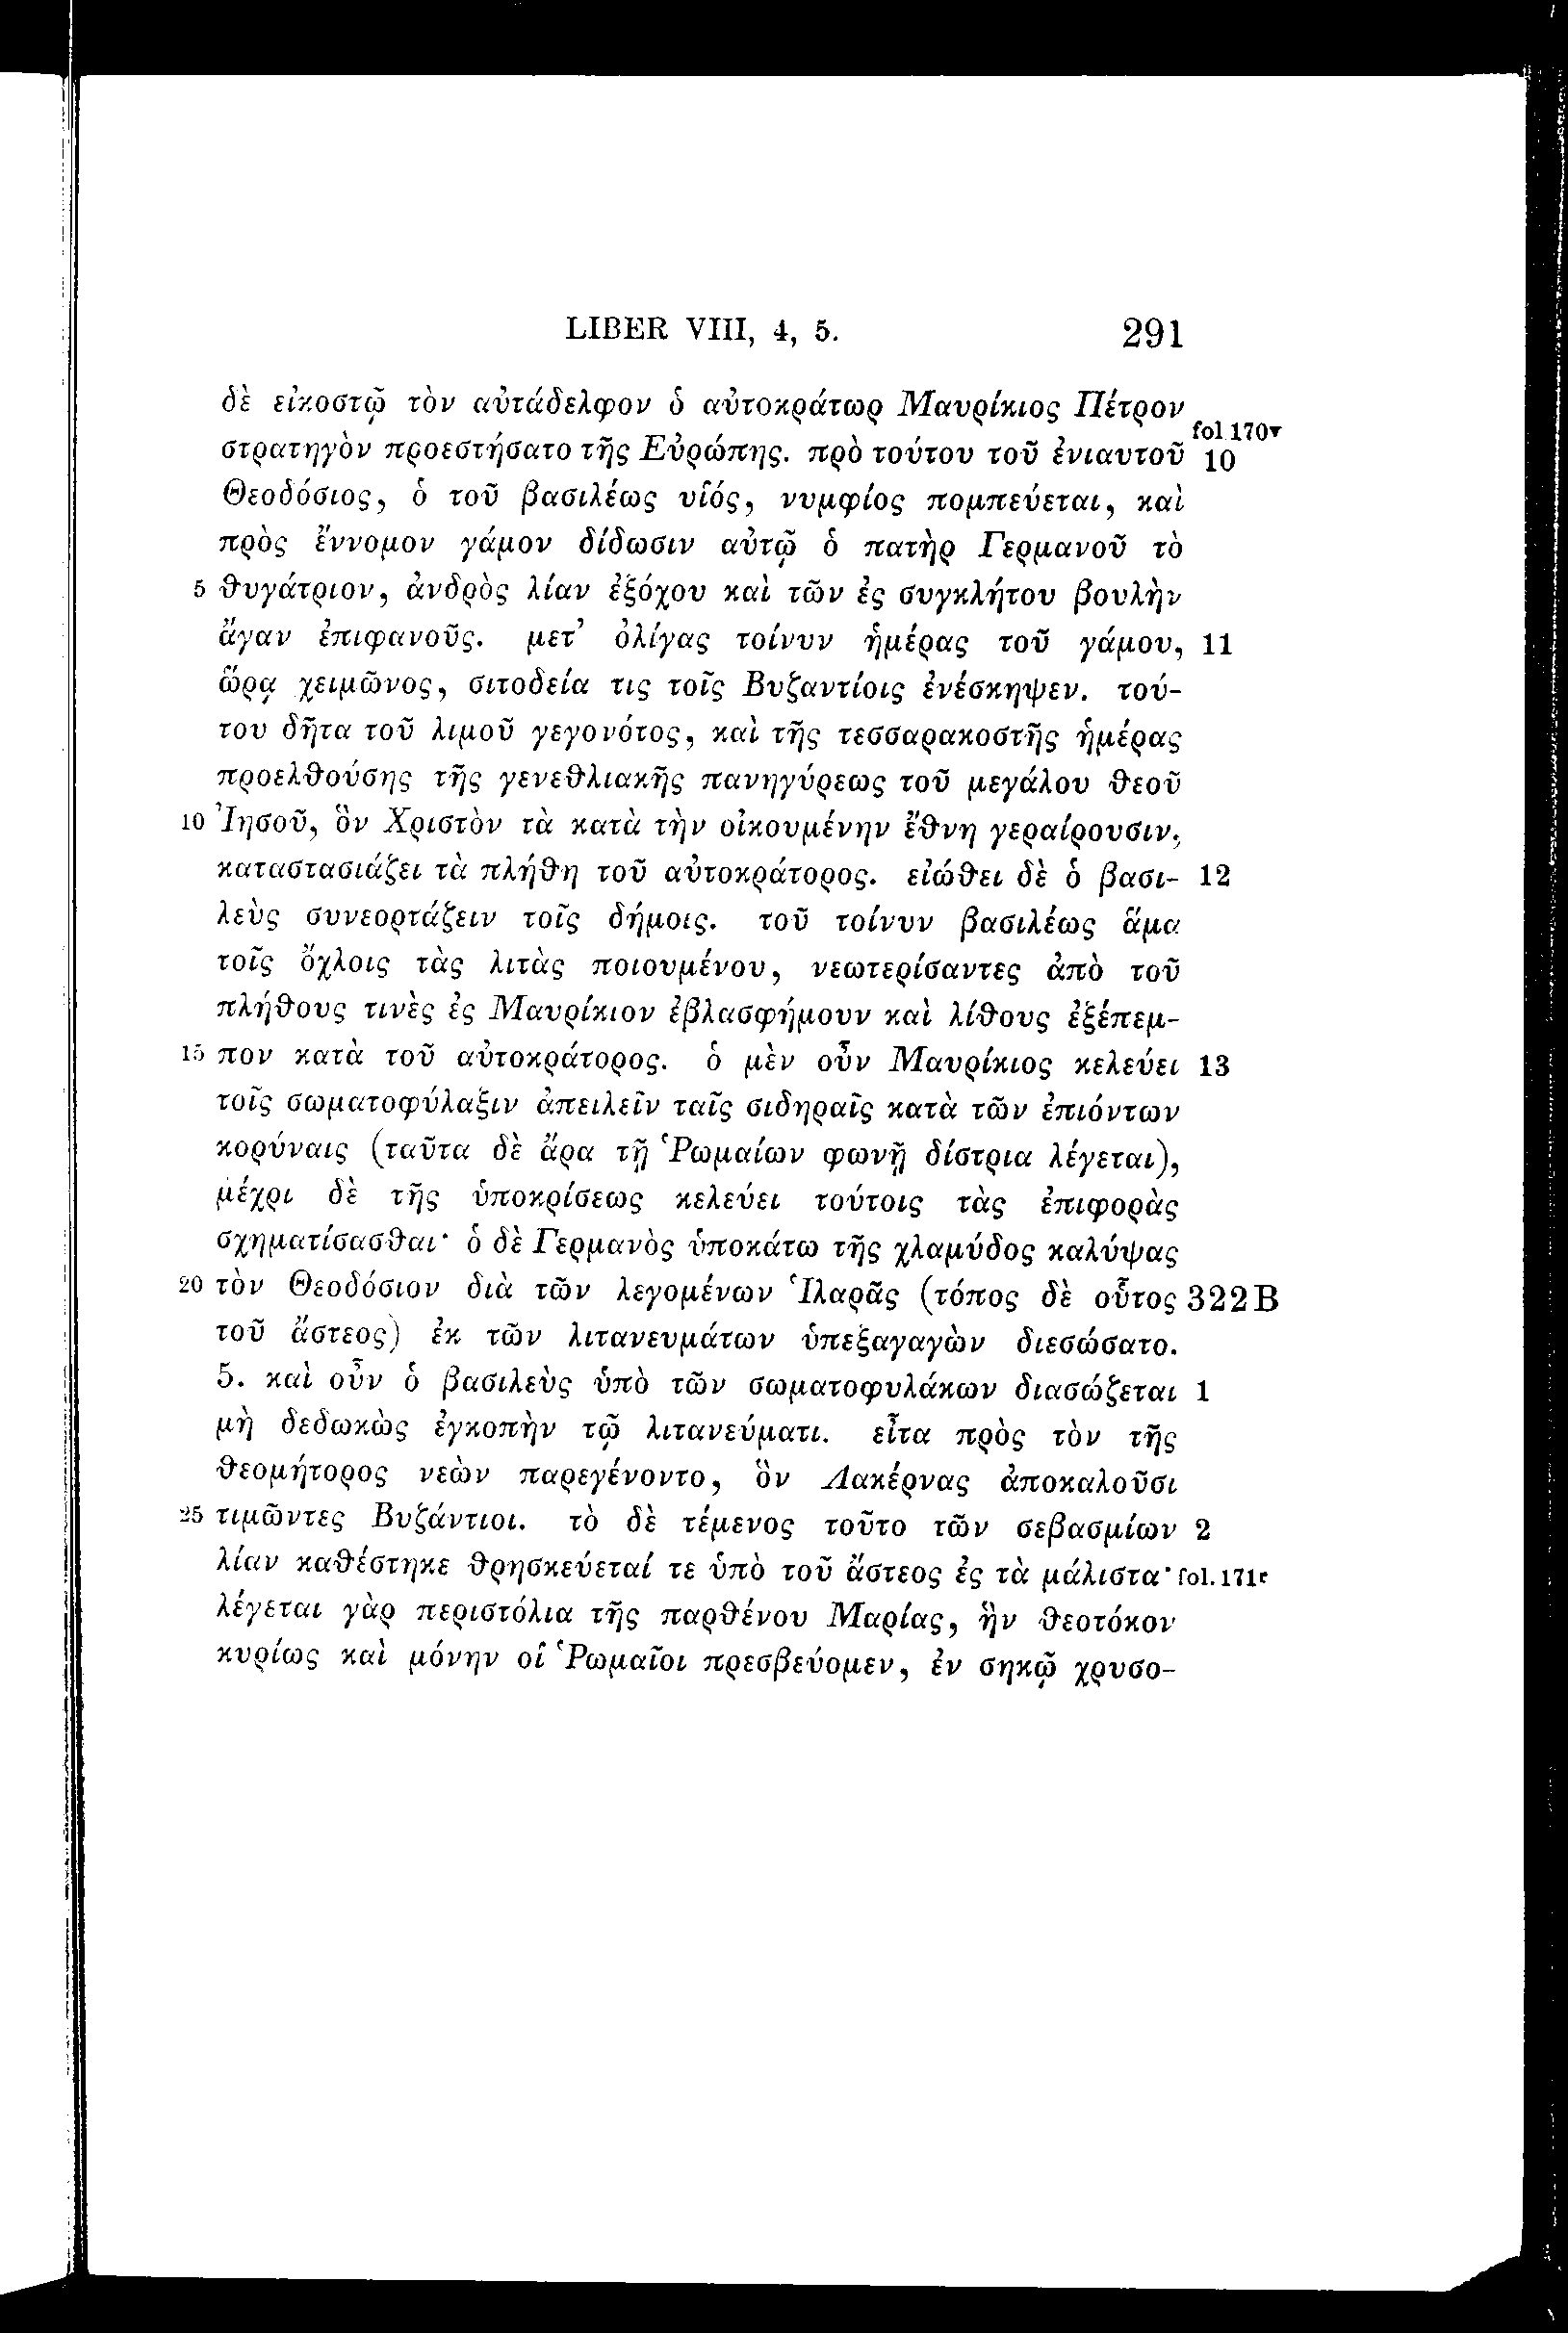 LIBER VIII, 4, 5. 291
δὲ εἰκοστῷ τὸν αὐτάδελφον ὁ αὐτοκράτωρ Μαυρίκιος Πέτρον
στρατηγὸν προεστήσατο τῆς Εὐρώπης. πρὸ τούτου τοῦ ἐνιαυτοῦ fol. 170v 10
Θεοδόσιος, ὁ τοῦ βασιλέως υἱός, νυμφίος πομπεύεται, καὶ
πρὸς ἔννομον γάμον δίδωσιν αὐτῷ ὁ πατὴρ Γερμανοῦ τὸ
5 θυγάτριον, ἀνδρὸς λίαν ἐξόχου καὶ τῶν ἐς συγκλήτου βουλὴν
ἄγαν ἐπιφανοῦς. μετ’ ὀλίγας τοίνυν ἡμέρας τοῦ γάμου, 11
ὥρᾳ χειμῶνος, σιτοδεία τις τοῖς Βυζαντίοις ἐνέσκηψεν. τού-
του δῆτα τοῦ λιμοῦ γεγονότος, καὶ τῆς τεσσαρακοστῆς ἡμέρας
προελθούσης τῆς γενεθλιακῆς πανηγύρεως τοῦ μεγάλου θεοῦ
10 Ἰησοῦ, ὃν Χριστὸν τὰ κατὰ τὴν οἰκουμένην ἔθνη γεραίρουσιν,
καταστασιάζει τὰ πλήθη τοῦ αὐτοκράτορος. εἰώθει δὲ ὁ βασι- 12
λεὺς συνεορτάζειν τοῖς δήμοις. τοῦ τοίνυν βασιλέως ἅμα
τοῖς ὄχλοις τὰς λιτὰς ποιουμένου, νεωτερίσαντες ἀπὸ τοῦ
πλήθους τινὲς ἐς Μαυρίκιον ἐβλασφήμουν καὶ λίθους ἐξέπεμ-
15 πον κατὰ τοῦ αὐτοκράτορος. ὁ μὲν οὖν Μαυρίκιος κελεύει 13
τοῖς σωματοφύλαξιν ἀπειλεῖν ταῖς σιδηραῖς κατὰ τῶν ἐπιόντων
κορύναις (ταῦτα δὲ ἄρα τῇ Ῥωμαίων φωνῇ δίστρια λέγεται),
μέχρι δὲ τῆς ὑποκρίσεως κελεύει τούτοις τὰς ἐπιφορὰς
σχηματίσασθαι· ὁ δὲ Γερμανὸς ὑποκάτω τῆς χλαμύδος καλύψας
20 τὸν Θεοδόσιον διὰ τῶν λεγομένων Ἱλαρᾶς (τόπος δὲ οὗτος 322 B
τοῦ ἄστεος) ἐκ τῶν λιτανευμάτων ὑπεξαγαγὼν διεσώσατο.
5. καὶ οὖν ὁ βασιλεὺς ὑπὸ τῶν σωματοφυλάκων διασώζεται 1
μὴ δεδωκὼς ἐγκοπὴν τῷ λιτανεύματι. εἶτα πρὸς τὸν τῆς
θεομήτορος νεὼν παρεγένοντο, ὃν Λακέρνας ἀποκαλοῦσι
25 τιμῶντες Βυζάντιοι. τὸ δὲ τέμενος τοῦτο τῶν σεβασμίων 2
λίαν καθέστηκε θρησκεύεταί τε ὑπὸ τοῦ ἄστεος ἐς τὰ μάλιστα· fol. 171r
λέγεται γὰρ περιστόλια τῆς παρθένου Μαρίας, ἣν θεοτόκον
κυρίως καὶ μόνην οἱ Ῥωμαῖοι πρεσβεύομεν, ἐν σηκῷ χρυσο-